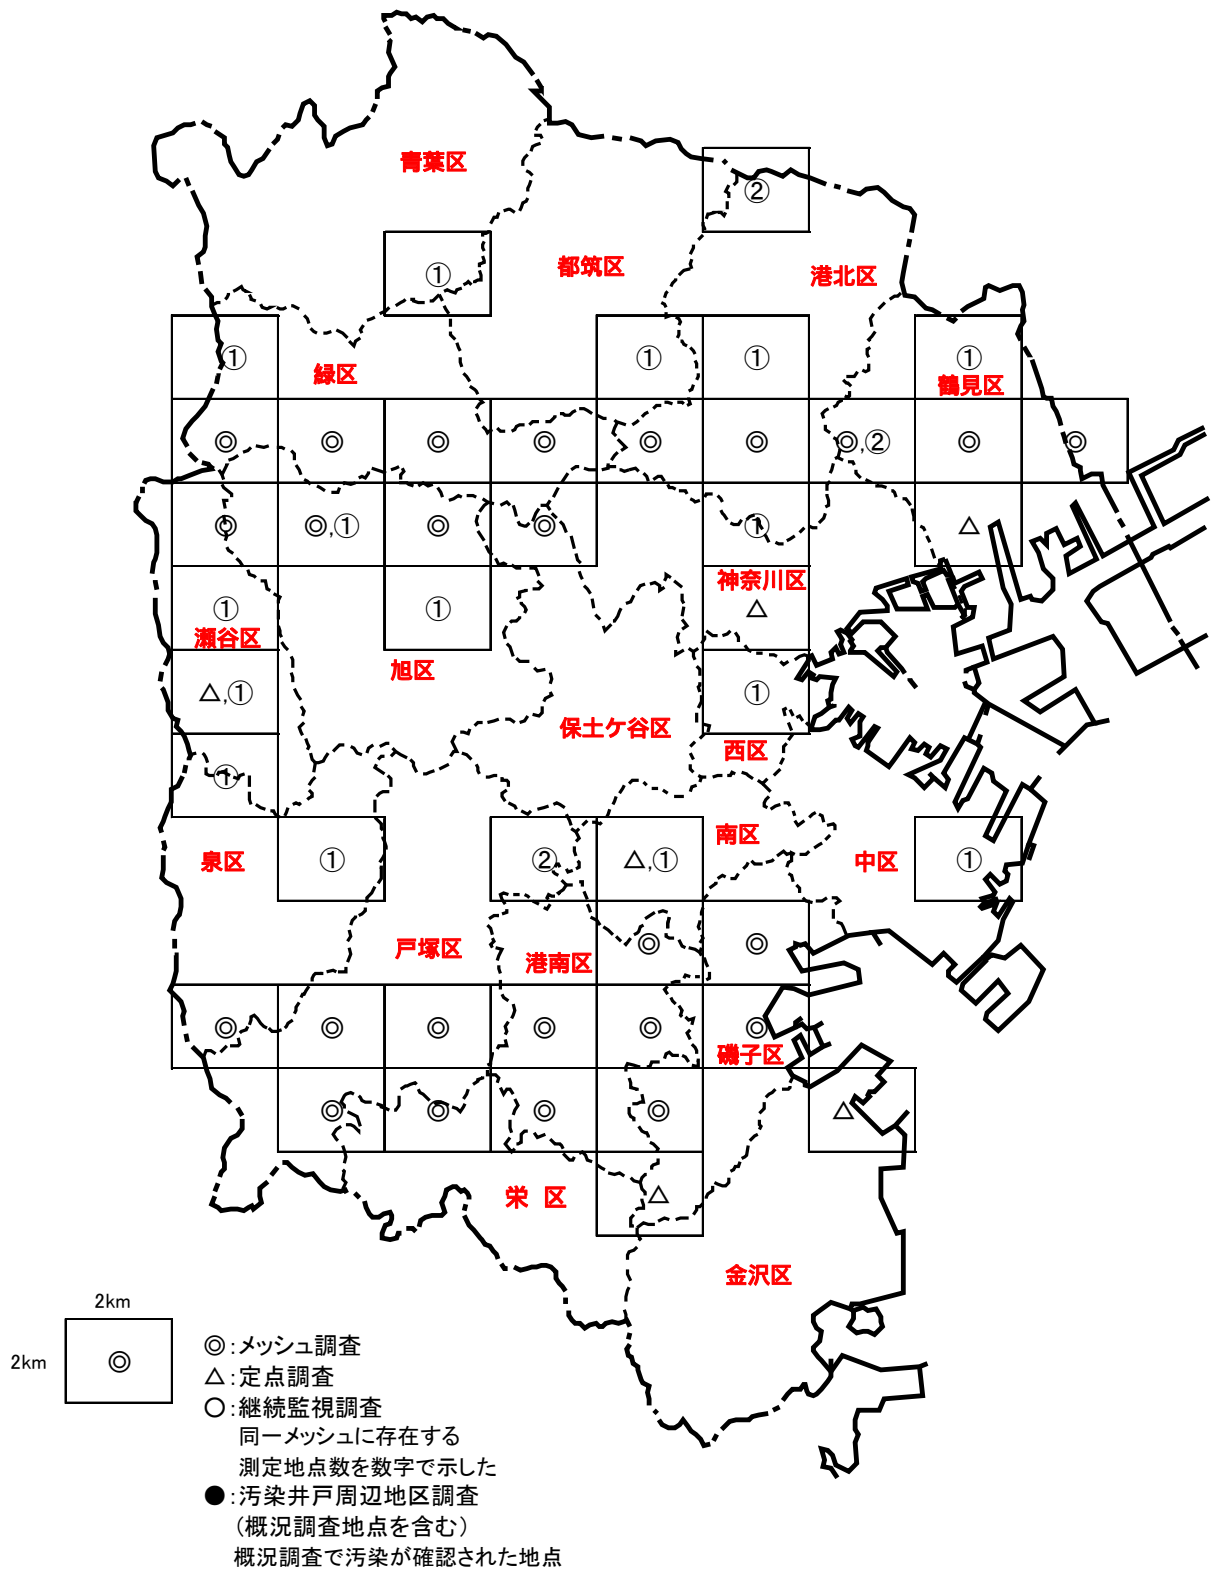 青葉区
②
都筑区
①
港北区
①
①
①
①
緑区
鶴見区
◎
◎
◎
◎
◎
◎
◎,②
◎
◎
◎
◎,①
◎
◎
①
△
神奈川区
①
①
△
瀬谷区
旭区
△,①
①
保土ケ谷区
西区
①
南区
泉区
①
②
△,①
中区
①
戸塚区
港南区
◎
◎
◎
◎
◎
◎
◎
◎
磯子区
◎
◎
◎
◎
△
栄 区
△
金沢区
2km
2km
◎
◎:メッシュ調査
△:定点調査
○:継続監視調査
同一メッシュに存在する
測定地点数を数字で示した
●:汚染井戸周辺地区調査
(概況調査地点を含む)
概況調査で汚染が確認された地点